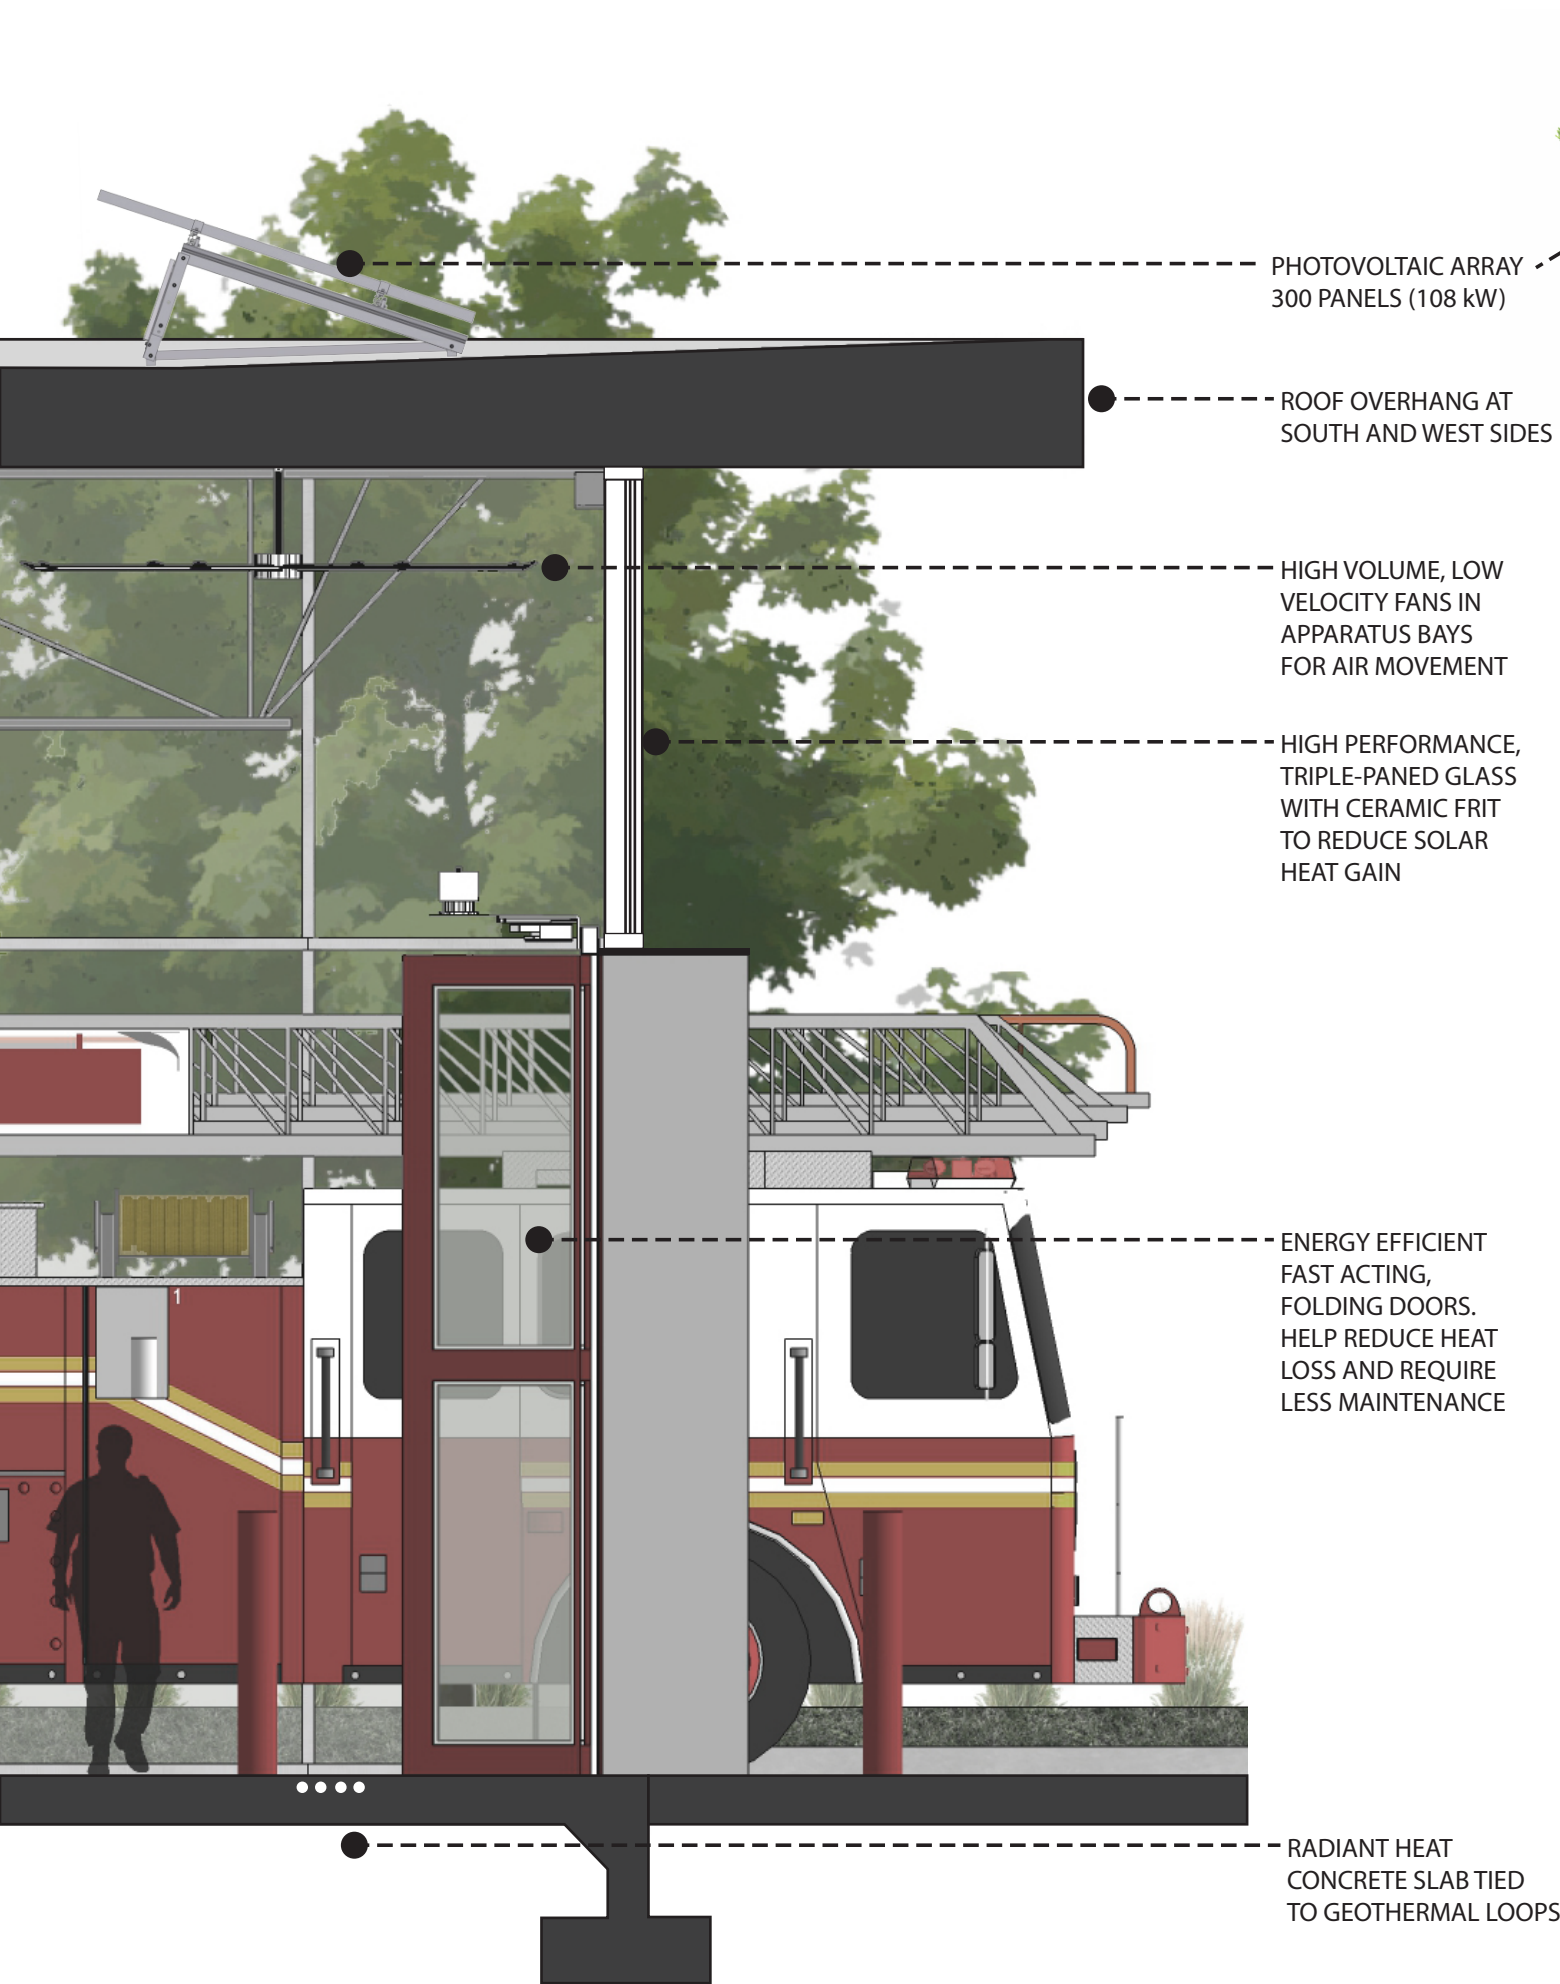 PHOTOVOLTAIC ARRAY
300 PANELS (108 kW)
ROOF OVERHANG AT
SOUTH AND WEST SIDES
HIGH VOLUME, LOW
VELOCITY FANS IN
APPARATUS BAYS
FOR AIR MOVEMENT
HIGH PERFORMANCE,
TRIPLE-PANED GLASS
WITH CERAMIC FRIT
TO REDUCE SOLAR
HEAT GAIN
ENERGY EFFICIENT
FAST ACTING,
FOLDING DOORS.
HELP REDUCE HEAT
LOSS AND REQUIRE
LESS MAINTENANCE
1
RADIANT HEAT
CONCRETE SLAB TIED
TO GEOTHERMAL LOOPS